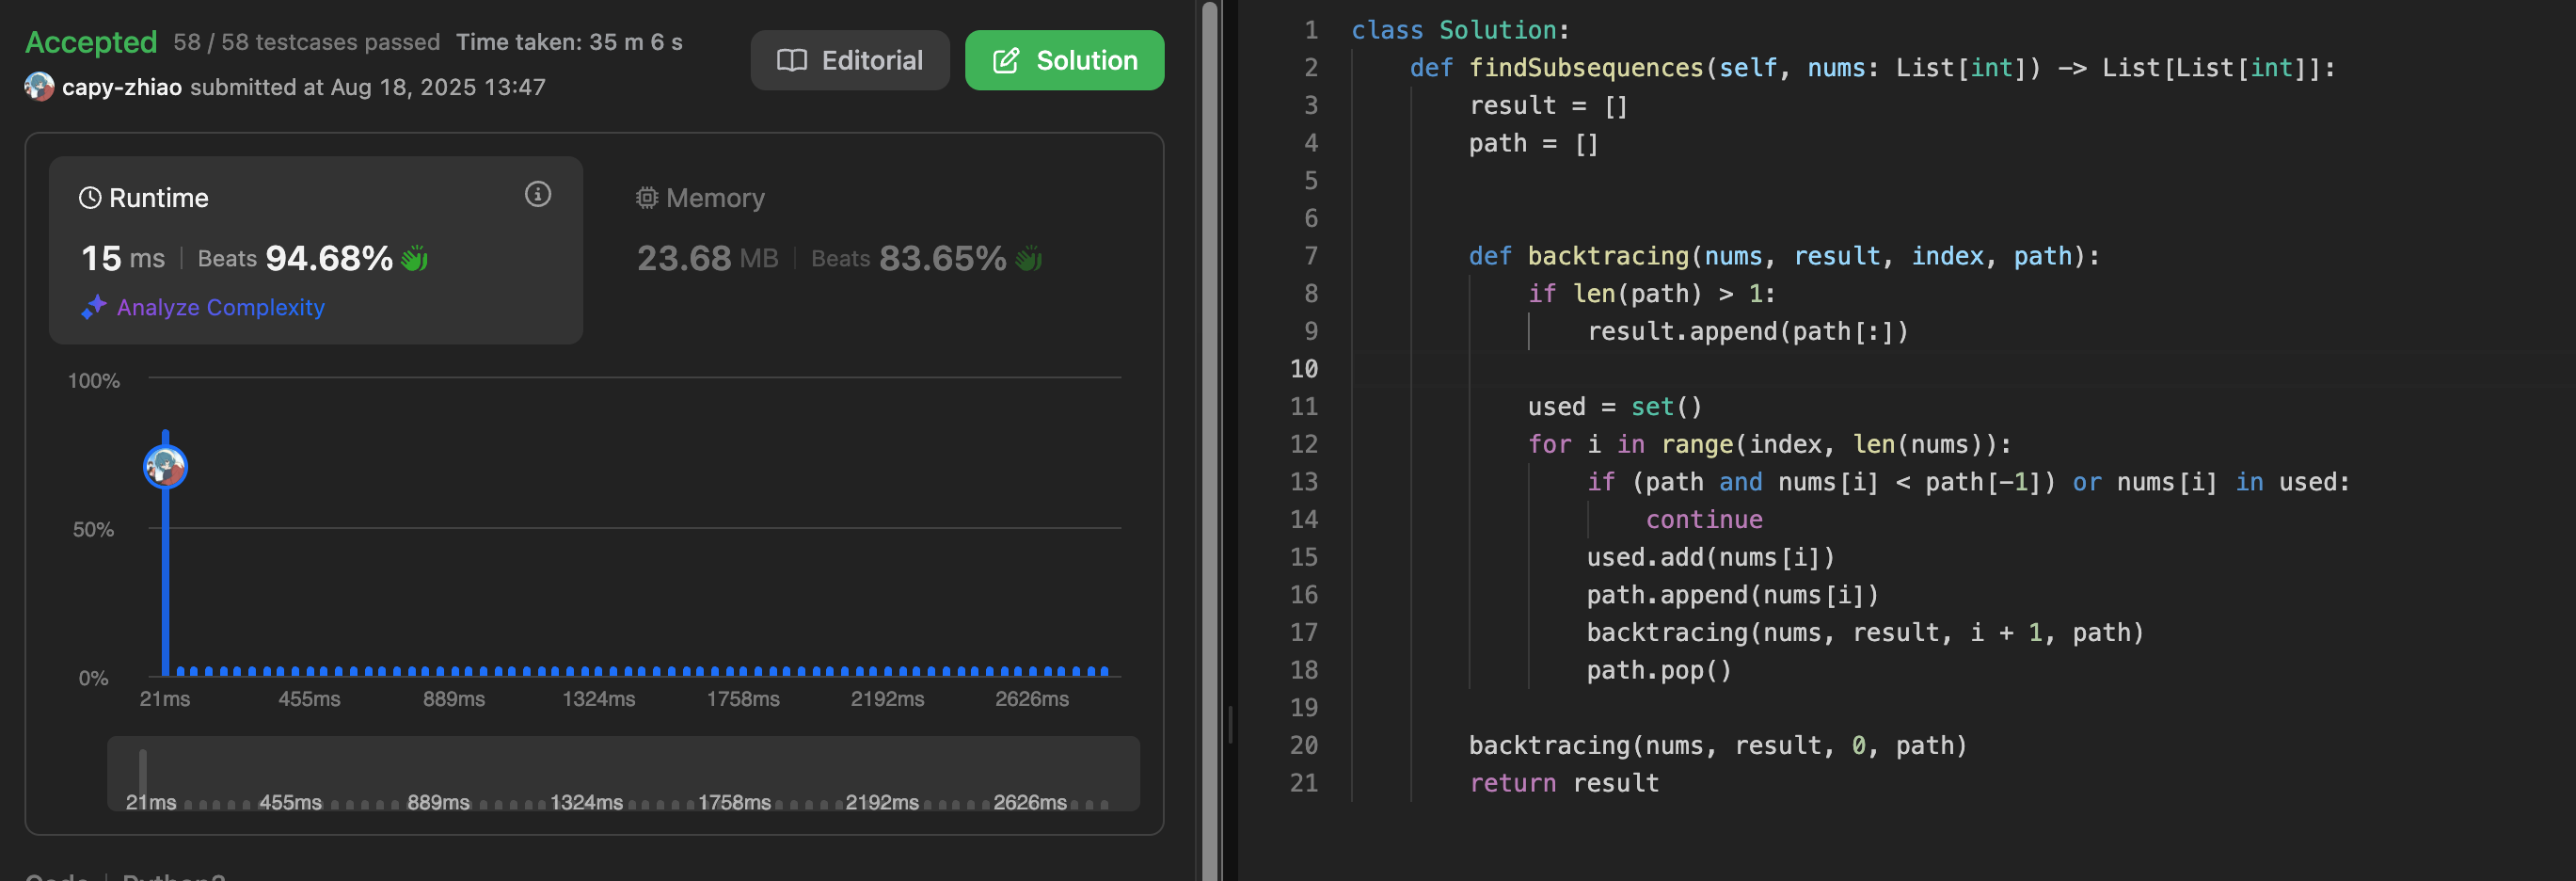 Accepted 58 / 58 testcases passed Time taken: 35 m 6 s
capy-zhiao submitted at Aug 18, 2025 13:47
Editorial
Solution
Runtime
15 ms | Beats 94.68%
Analyze Complexity
Memory
23.68 MB | Beats 83.65%
100%
50%
0%
21ms 455ms 889ms 1324ms 1758ms 2192ms 2626ms
21ms 455ms 889ms 1324ms 1758ms 2192ms 2626ms
Code | Python3
1 class Solution:
2     def findSubsequences(self, nums: List[int]) -> List[List[int]]:
3         result = []
4         path = []
5
6
7         def backtracing(nums, result, index, path):
8             if len(path) > 1:
9                 result.append(path[:])
10
11             used = set()
12             for i in range(index, len(nums)):
13                 if (path and nums[i] < path[-1]) or nums[i] in used:
14                     continue
15                 used.add(nums[i])
16                 path.append(nums[i])
17                 backtracing(nums, result, i + 1, path)
18                 path.pop()
19
20         backtracing(nums, result, 0, path)
21         return result